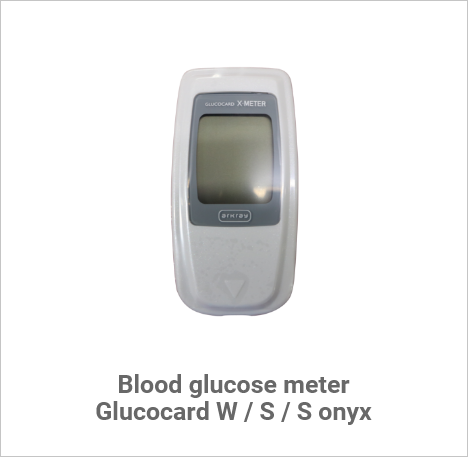 GLUCOCARD X-METER
arkray
Blood glucose meter
Glucocard W / S / S onyx